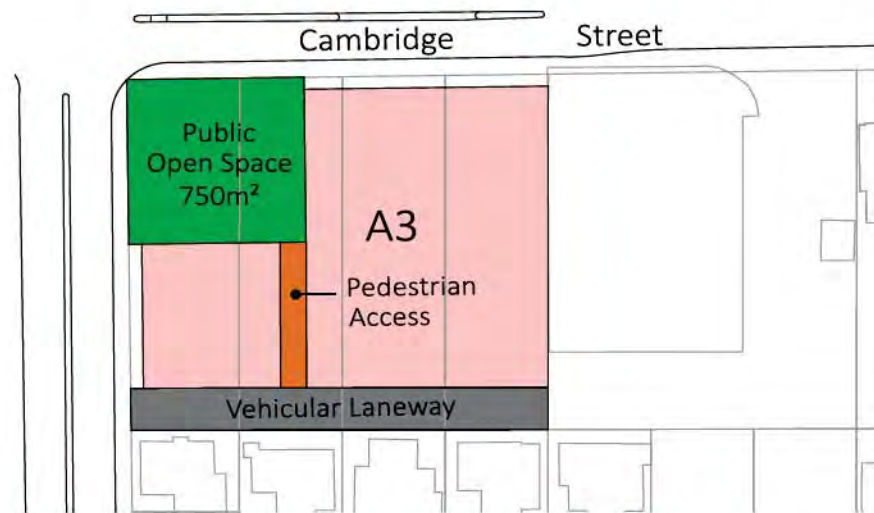 Cambridge Street
Public
Open Space
750m²
A3
Pedestrian
Access
Vehicular Laneway